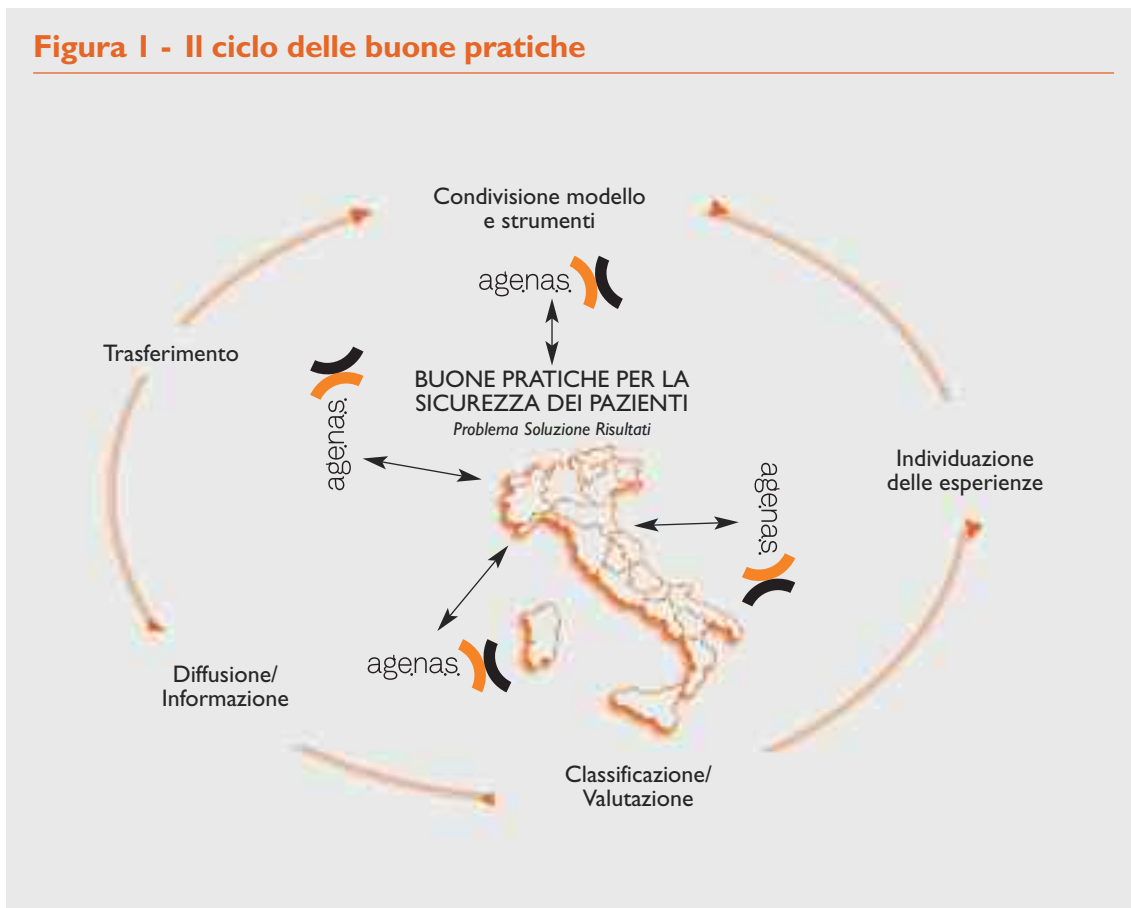 Figura 1 - Il ciclo delle buone pratiche
Condivisione modello
e strumenti
agenas.
Trasferimento
BUONE PRATICHE PER LA
SICUREZZA DEI PAZIENTI
Problema Soluzione Risultati
agenas.
Individuazione
delle esperienze
agenas.
agenas.
Diffusione/
Informazione
Classificazione/
Valutazione